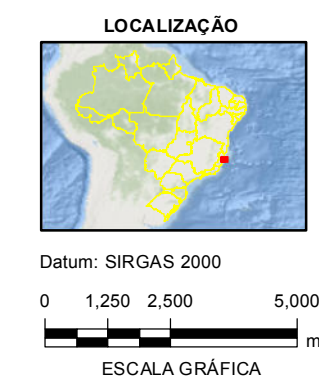 LOCALIZAÇÃO
Datum: SIRGAS 2000
0 1,250 2,500 5,000
m
ESCALA GRÁFICA